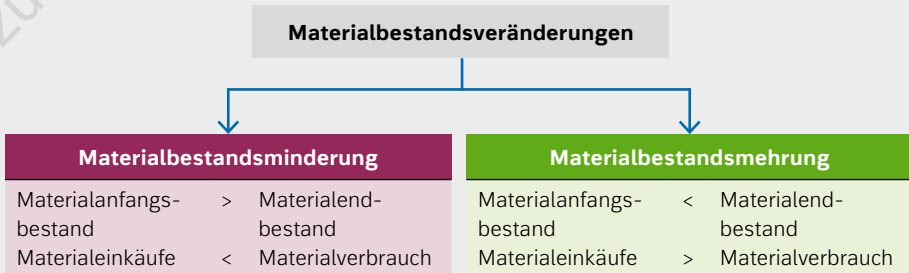 Materialbestandsveränderungen
Materialbestandsminderung
Materialanfangs- > Materialend-
bestand bestand
Materialeinkäufe < Materialverbrauch
Materialbestandsmehrung
Materialanfangs- < Materialend-
bestand bestand
Materialeinkäufe > Materialverbrauch